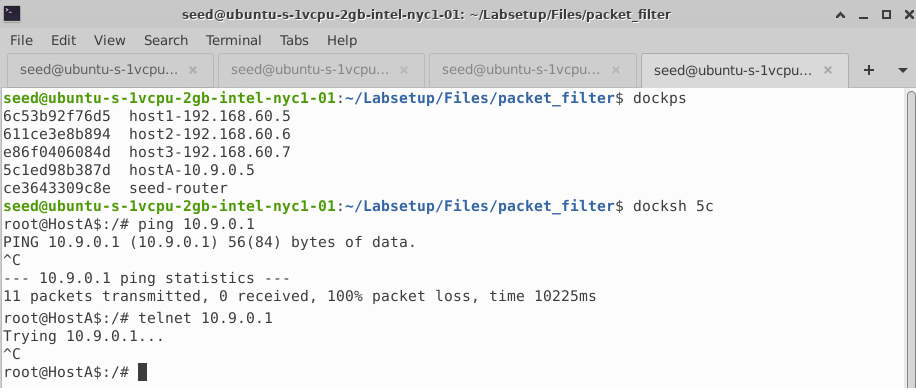 seed@ubuntu-s-1vcpu-2gb-intel-nyc1-01: ~/Labsetup/Files/packet_filter
File Edit View Search Terminal Tabs Help
seed@ubuntu-s-1vcpu... × seed@ubuntu-s-1vcpu... × seed@ubuntu-s-1vcpu... × seed@ubuntu-s-1vcpu... ×
seed@ubuntu-s-1vcpu-2gb-intel-nyc1-01:~/Labsetup/Files/packet_filter$ dockps
6c53b92f76d5  host1-192.168.60.5
611ce3e8b894  host2-192.168.60.6
e86f0406084d  host3-192.168.60.7
5c1ed98b387d  hostA-10.9.0.5
ce3643309c8e  seed-router
seed@ubuntu-s-1vcpu-2gb-intel-nyc1-01:~/Labsetup/Files/packet_filter$ docksh 5c
root@HostA$:/# ping 10.9.0.1
PING 10.9.0.1 (10.9.0.1) 56(84) bytes of data.
^C
--- 10.9.0.1 ping statistics ---
11 packets transmitted, 0 received, 100% packet loss, time 10225ms
root@HostA$:/# telnet 10.9.0.1
Trying 10.9.0.1...
^C
root@HostA$:/#